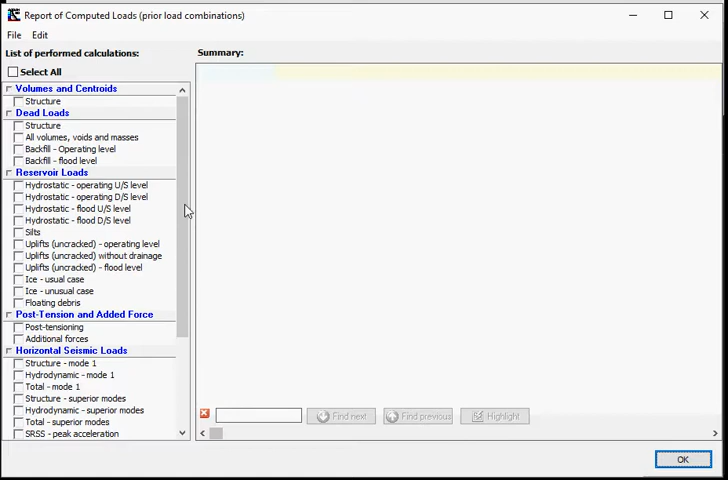 Report of Computed Loads (prior load combinations)
File Edit
List of performed calculations:
Summary:
Select All
Volumes and Centroids
Structure
Dead Loads
Structure
All volumes, voids and masses
Backfill - Operating level
Backfill - flood level
Reservoir Loads
Hydrostatic - operating U/S level
Hydrostatic - operating D/S level
Hydrostatic - flood U/S level
Hydrostatic - flood D/S level
Silts
Uplifts (uncracked) - operating level
Uplifts (uncracked) without drainage
Uplifts (uncracked) - flood level
Ice - usual case
Ice - unusual case
Floating debris
Post-Tension and Added Force
Post-tensioning
Additional forces
Horizontal Seismic Loads
Structure - mode 1
Hydrodynamic - mode 1
Total - mode 1
Structure - superior modes
Hydrodynamic - superior modes
Total - superior modes
SRSS - peak acceleration
Find next Find previous Highlight
OK